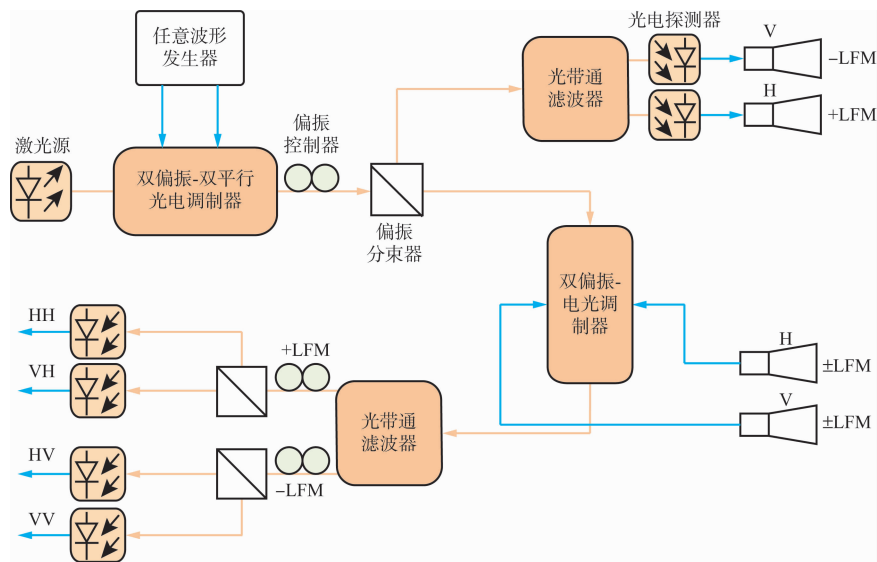 任意波形
发生器
激光源
双偏振-双平行
光电调制器
偏振
控制器
偏振
分束器
光带通
滤波器
光电探测器
V
−LFM
H
+LFM
双偏振-
电光调
制器
H
±LFM
V
±LFM
HH
VH
HV
VV
+LFM
−LFM
光带通
滤波器